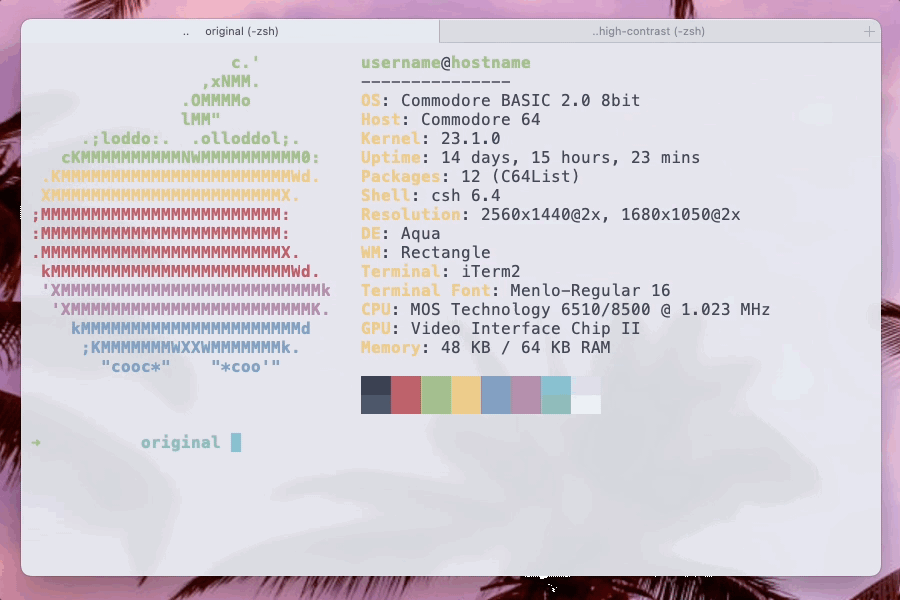 .. original (-zsh)
..high-contrast (-zsh)
c.'
,xNMM.
.OMMMMo
lMM"
.;loddo:. .olloddol;.
cKMMMMMMMMMMNWMMMMMMMMMM0:
.KMMMMMMMMMMMMMMMMMMMMMMMWd.
XMMMMMMMMMMMMMMMMMMMMMMMX.
;MMMMMMMMMMMMMMMMMMMMMMMM:
:MMMMMMMMMMMMMMMMMMMMMMMM:
.MMMMMMMMMMMMMMMMMMMMMMMMX.
kMMMMMMMMMMMMMMMMMMMMMMMMWd.
'XMMMMMMMMMMMMMMMMMMMMMMMMMMk
'XMMMMMMMMMMMMMMMMMMMMMMMMK.
kMMMMMMMMMMMMMMMMMMMMMMd
;KMMMMMMMWXXWMMMMMMMk.
"cooc*" "*coo'"
username@hostname
---------------
OS: Commodore BASIC 2.0 8bit
Host: Commodore 64
Kernel: 23.1.0
Uptime: 14 days, 15 hours, 23 mins
Packages: 12 (C64List)
Shell: csh 6.4
Resolution: 2560x1440@2x, 1680x1050@2x
DE: Aqua
WM: Rectangle
Terminal: iTerm2
Terminal Font: Menlo-Regular 16
CPU: MOS Technology 6510/8500 @ 1.023 MHz
GPU: Video Interface Chip II
Memory: 48 KB / 64 KB RAM
➜ original